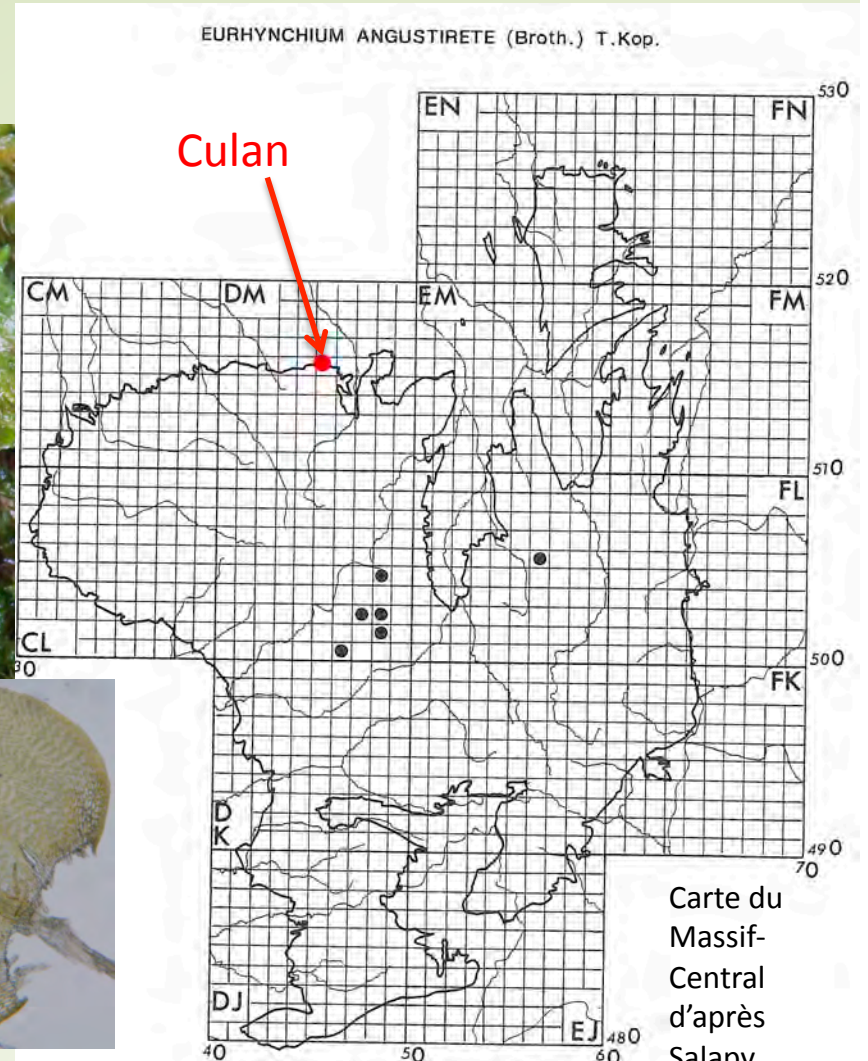 EURHYNCHIUM ANGUSTIRETE (Broth.) T.Kop.
Culan
EN FN 530
CM DM EM 520 FM
510
FL
CL
30 500
FK
D
K
490
70
Carte du
Massif-
Central
d'après
DJ
EJ 480
40 50 60